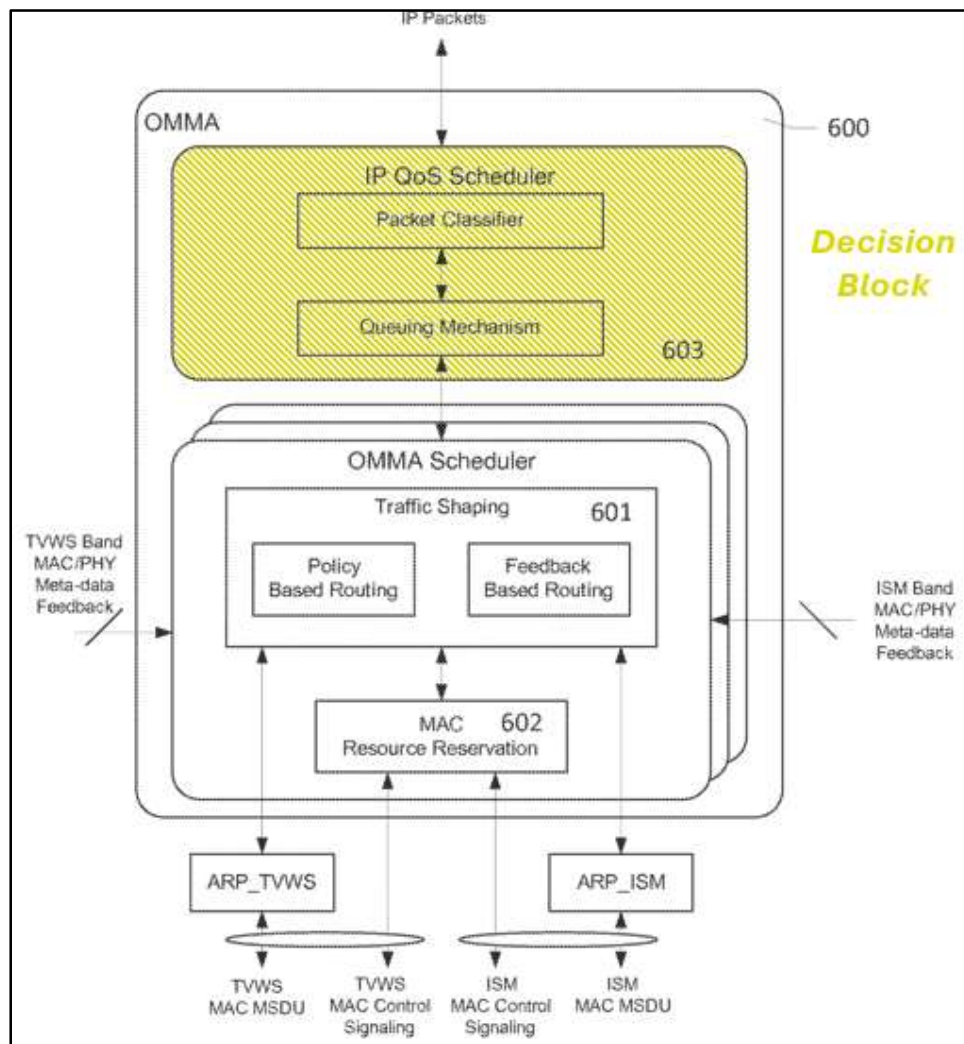 IP Packets
OMMA
600
IP QoS Scheduler
Packet Classifier
Queuing Mechanism
603
Decision
Block
OMMA Scheduler
Traffic Shaping
601
Policy
Based Routing
Feedback
Based Routing
TVWS Band
MAC/PHY
Meta-data
Feedback
ISM Band
MAC/PHY
Meta-data
Feedback
MAC
602
Resource Reservation
ARP_TVWS
ARP_ISM
TVWS
MAC MSDU
TVWS
MAC Control
Signaling
ISM
MAC Control
Signaling
ISM
MAC MSDU